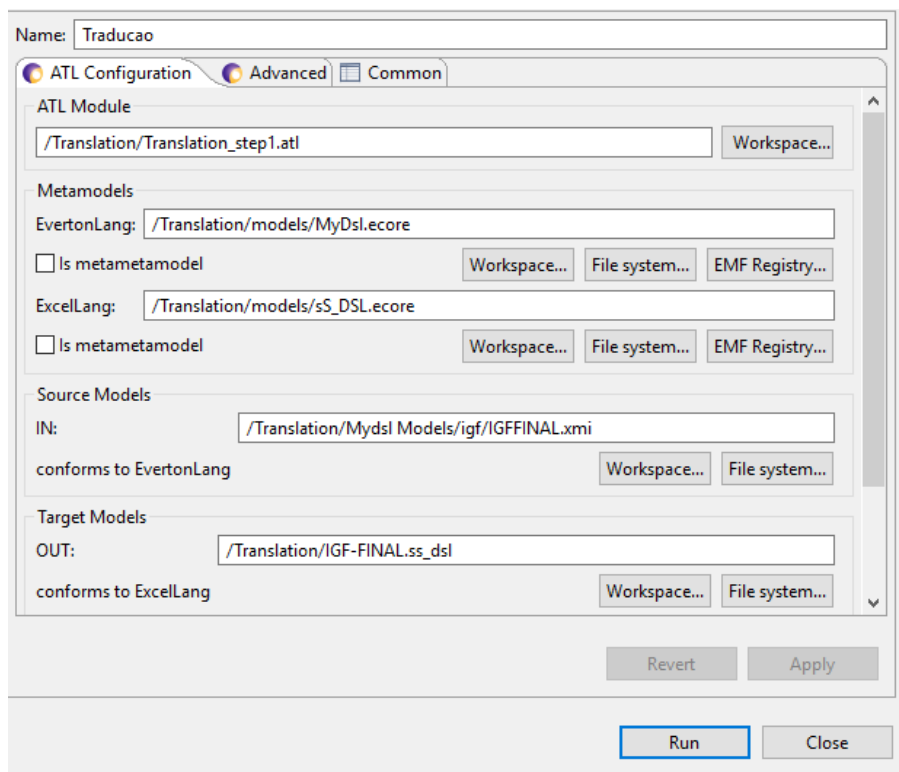 Name: Traducao
ATL Configuration Advanced Common
ATL Module
/Translation/Translation_step1.atl Workspace...
Metamodels
EvertonLang: /Translation/models/MyDsl.ecore
Is metametamodel Workspace... File system... EMF Registry...
ExcelLang: /Translation/models/sS_DSL.ecore
Is metametamodel Workspace... File system... EMF Registry...
Source Models
IN: /Translation/Mydsl Models/igf/IGFFINAL.xmi
conforms to EvertonLang Workspace... File system...
Target Models
OUT: /Translation/IGF-FINAL.ss_dsl
conforms to ExcelLang Workspace... File system...
Revert Apply
Run Close